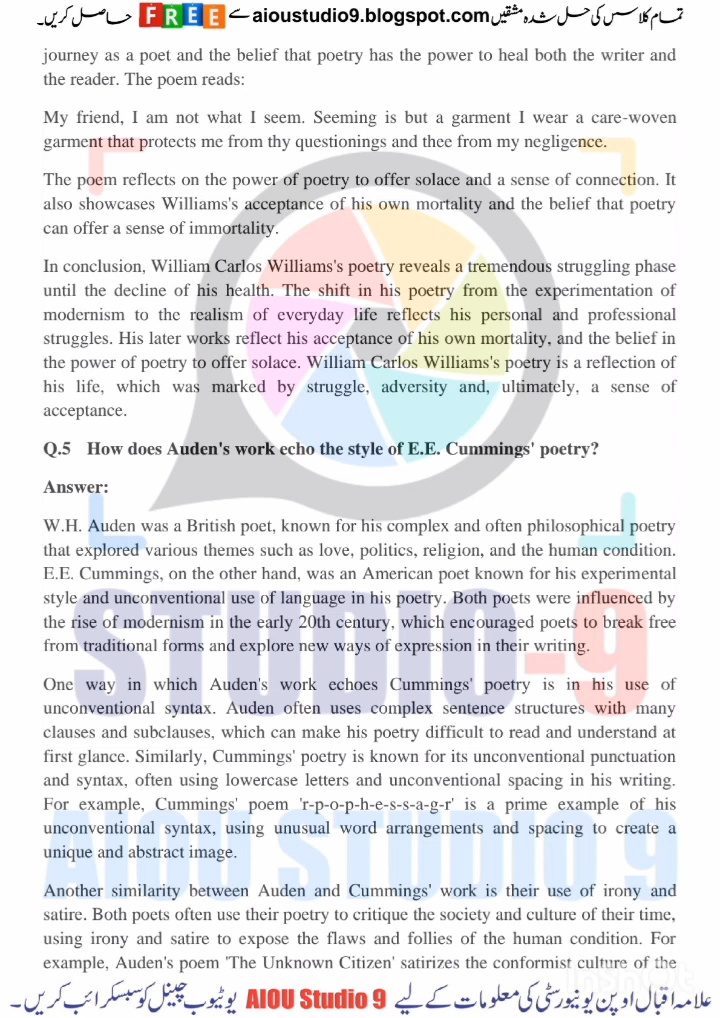 تمام کلاسس کی حل شدہ مشقیں aioustudio9.blogspot.com سے FREE حاصل کریں۔
journey as a poet and the belief that poetry has the power to heal both the writer and
the reader. The poem reads:
My friend, I am not what I seem. Seeming is but a garment I wear a care-woven
garment that protects me from thy questionings and thee from my negligence.
The poem reflects on the power of poetry to offer solace and a sense of connection. It
also showcases Williams's acceptance of his own mortality and the belief that poetry
can offer a sense of immortality.
In conclusion, William Carlos Williams's poetry reveals a tremendous struggling phase
until the decline of his health. The shift in his poetry from the experimentation of
modernism to the realism of everyday life reflects his personal and professional
struggles. His later works reflect his acceptance of his own mortality, and the belief in
the power of poetry to offer solace. William Carlos Williams's poetry is a reflection of
his life, which was marked by struggle, adversity and, ultimately, a sense of
acceptance.
Q.5 How does Auden's work echo the style of E.E. Cummings' poetry?
Answer:
W.H. Auden was a British poet, known for his complex and often philosophical poetry
that explored various themes such as love, politics, religion, and the human condition.
E.E. Cummings, on the other hand, was an American poet known for his experimental
style and unconventional use of language in his poetry. Both poets were influenced by
the rise of modernism in the early 20th century, which encouraged poets to break free
from traditional forms and explore new ways of expression in their writing.
STUDIO-9
One way in which Auden's work echoes Cummings' poetry is in his use of
unconventional syntax. Auden often uses complex sentence structures with many
clauses and subclauses, which can make his poetry difficult to read and understand at
first glance. Similarly, Cummings' poetry is known for its unconventional punctuation
and syntax, often using lowercase letters and unconventional spacing in his writing.
For example, Cummings' poem 'r-p-o-p-h-e-s-s-a-g-r' is a prime example of his
unconventional syntax, using unusual word arrangements and spacing to create a
unique and abstract image.
AIOU STUDIO 9
Another similarity between Auden and Cummings' work is their use of irony and
satire. Both poets often use their poetry to critique the society and culture of their time,
using irony and satire to expose the flaws and follies of the human condition. For
example, Auden's poem 'The Unknown Citizen' satirizes the conformist culture of the
علامہ اقبال اوپن یونیورسٹی کی معلومات کے لیے AIOU Studio 9 یوٹیوب چینل کو سبسکرائب کریں۔